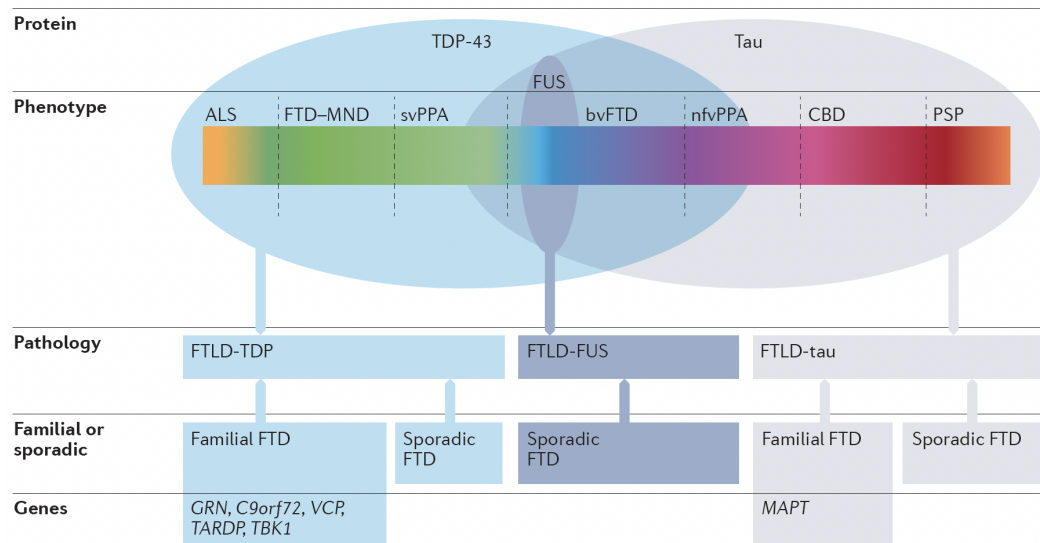 Protein
TDP-43
Tau
FUS
Phenotype
ALS
FTD–MND
svPPA
bvFTD
nfvPPA
CBD
PSP
Pathology
FTLD-TDP
FTLD-FUS
FTLD-tau
Familial or
sporadic
Familial FTD
Sporadic
FTD
Sporadic
FTD
Familial FTD
Sporadic FTD
Genes
GRN, C9orf72, VCP,
TARDP, TBK1
MAPT